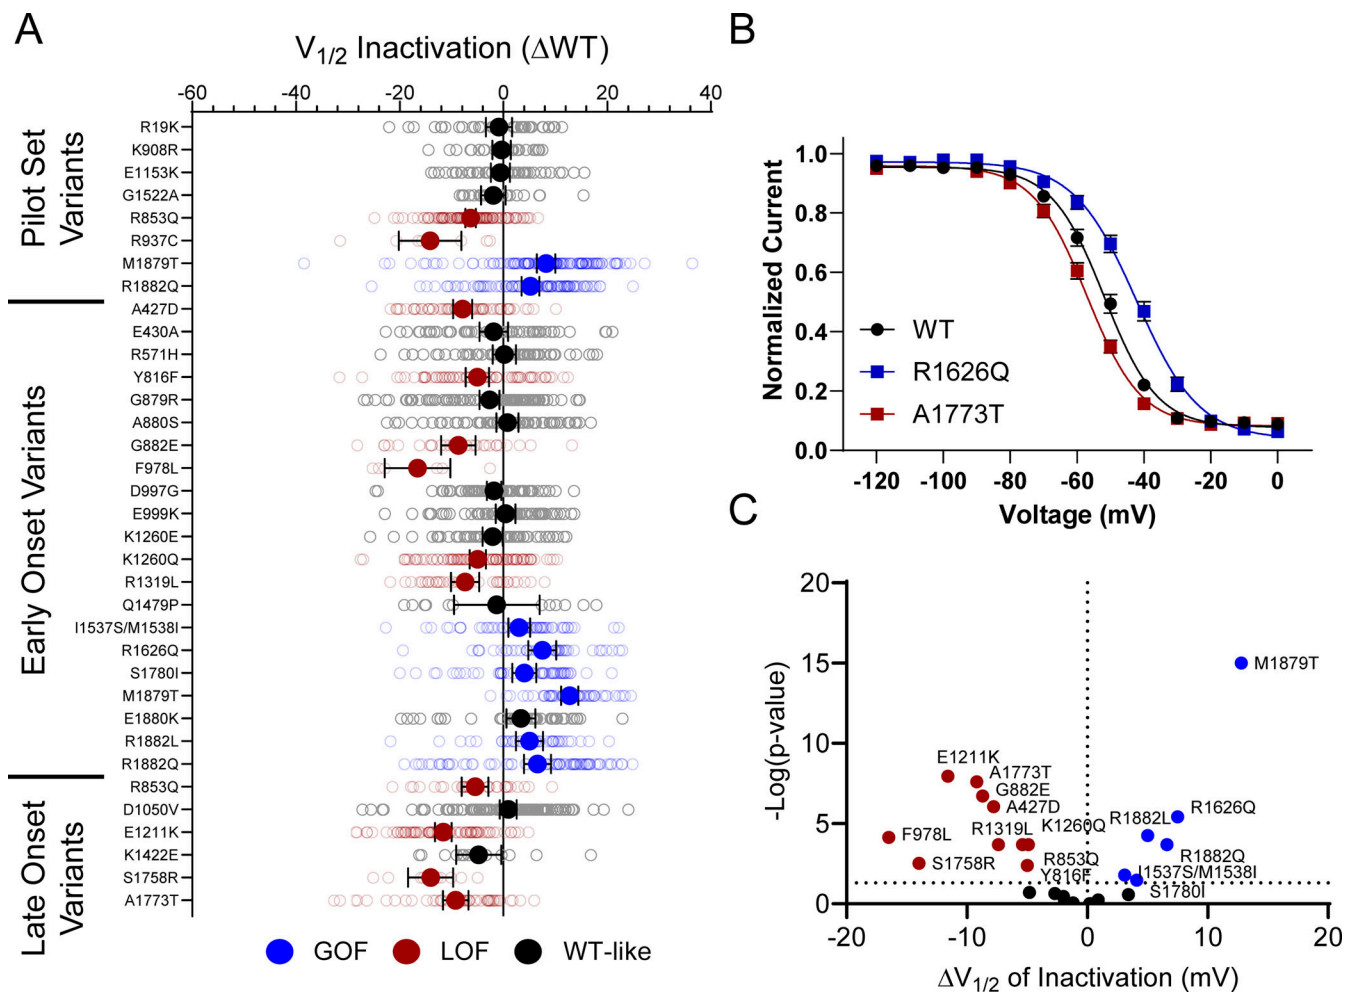 A
V1/2 Inactivation (ΔWT)
-60 -40 -20 0 20 40
Pilot Set
Variants
R19K
K908R
E1153K
G1522A
R853Q
R937C
M1879T
R1882Q
Early Onset Variants
A427D
E430A
R571H
Y816F
G879R
A880S
G882E
F978L
D997G
E999K
K1260E
K1260Q
R1319L
Q1479P
I1537S/M1538I
R1626Q
S1780I
M1879T
E1880K
R1882L
R1882Q
Late Onset
Variants
R853Q
D1050V
E1211K
K1422E
S1758R
A1773T
GOF LOF WT-like
B
Normalized Current
1.0
0.8
0.6
0.4
0.2
0.0
WT
R1626Q
A1773T
-120 -100 -80 -60 -40 -20 0
Voltage (mV)
C
-Log(p-value)
20
15
10
5
0
M1879T
E1211K
A1773T
G882E
A427D
R1626Q
R1882L
K1260Q
R1319L
F978L
R1882Q
S1758R
R853Q
Y816F
I1537S/M1538I
S1780I
-20 -10 0 10 20
ΔV1/2 of Inactivation (mV)